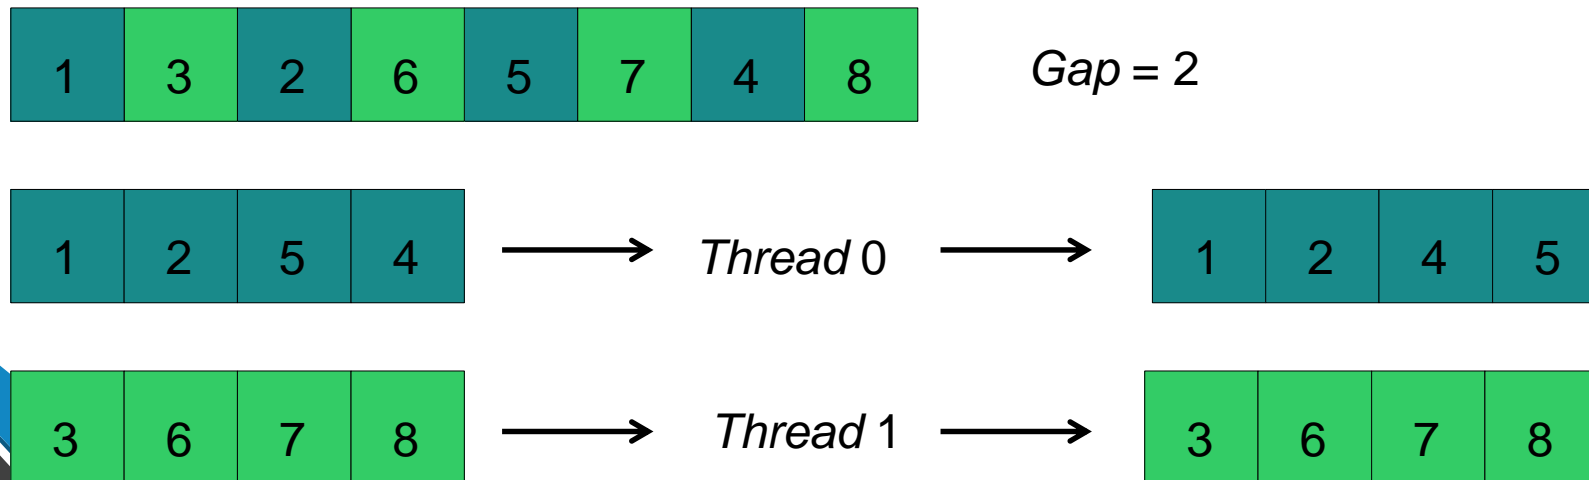 1 3 2 6 5 7 4 8 Gap = 2
1 2 5 4 Thread 0 1 2 4 5
3 6 7 8 Thread 1 3 6 7 8